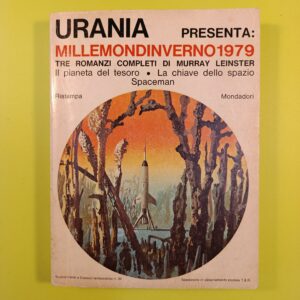 URANIA PRESENTA:
MILLEMONDINVERNO1979
TRE ROMANZI COMPLETI DI MURRAY LEINSTER
Il pianeta del tesoro • La chiave dello spazio
Spaceman
Ristampa Mondadori